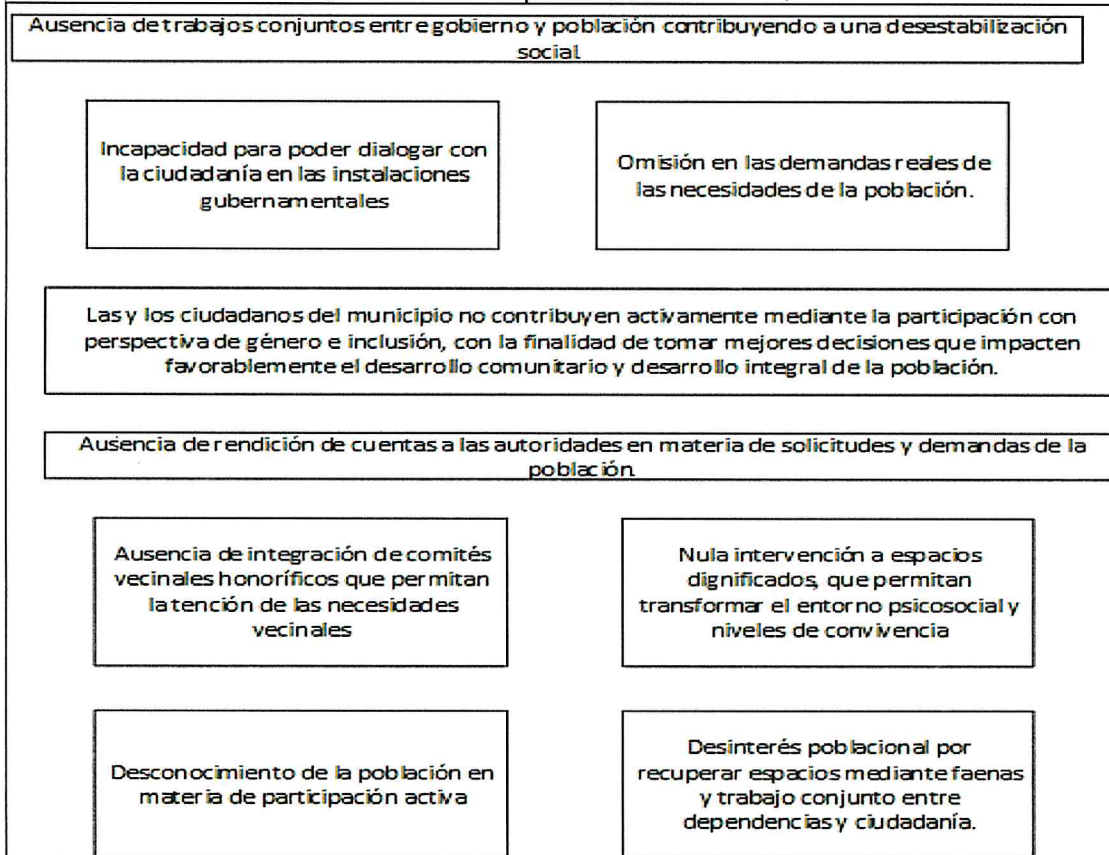 Ausencia de trabajos conjuntos entre gobierno y población contribuyendo a una desestabilización
social.
Incapacidad para poder dialogar con
la ciudadanía en las instalaciones
gubernamentales
Omisión en las demandas reales de
las necesidades de la población.
Las y los ciudadanos del municipio no contribuyen activamente mediante la participación con
perspectiva de género e inclusión, con la finalidad de tomar mejores decisiones que impacten
favorablemente el desarrollo comunitario y desarrollo integral de la población.
Ausencia de rendición de cuentas a las autoridades en materia de solicitudes y demandas de la
población.
Ausencia de integración de comités
vecinales honoríficos que permitan
la tención de las necesidades
vecinales
Nula intervención a espacios
dignificados, que permitan
transformar el entorno psicosocial y
niveles de convivencia
Desconocimiento de la población en
materia de participación activa
Desinterés poblacional por
recuperar espacios mediante faenas
y trabajo conjunto entre
dependencias y ciudadanía.